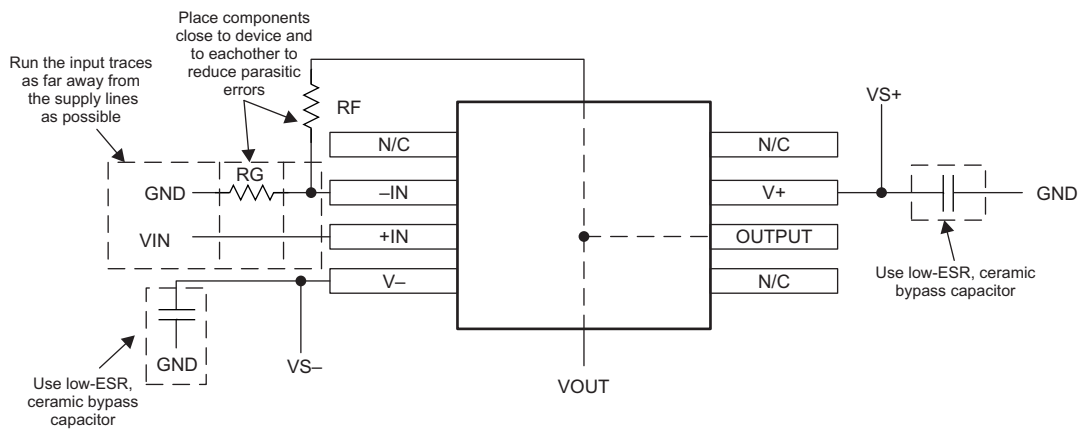 Place components
close to device and
to eachother to
reduce parasitic
errors
Run the input traces
as far away from
the supply lines
as possible
RF
VS+
N/C
N/C
RG
GND
–IN
V+
GND
VIN
+IN
OUTPUT
V–
N/C
Use low-ESR, ceramic
bypass capacitor
GND
VS–
VOUT
Use low-ESR,
ceramic bypass
capacitor